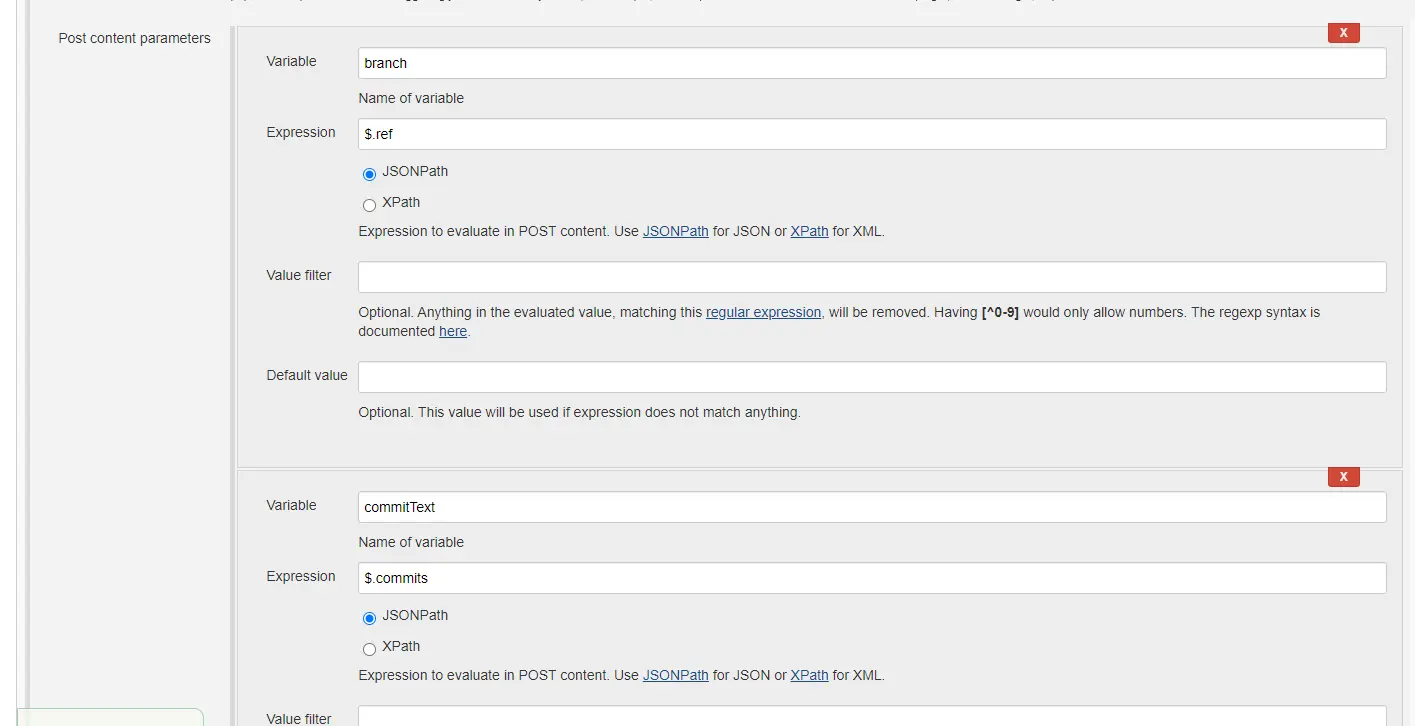 Post content parameters
X
Variable
branch
Name of variable
Expression
$.ref
JSONPath
XPath
Expression to evaluate in POST content. Use JSONPath for JSON or XPath for XML.
Value filter
Optional. Anything in the evaluated value, matching this regular expression, will be removed. Having [^0-9] would only allow numbers. The regexp syntax is
documented here.
Default value
Optional. This value will be used if expression does not match anything.
X
Variable
commitText
Name of variable
Expression
$.commits
JSONPath
XPath
Expression to evaluate in POST content. Use JSONPath for JSON or XPath for XML.
Value filter